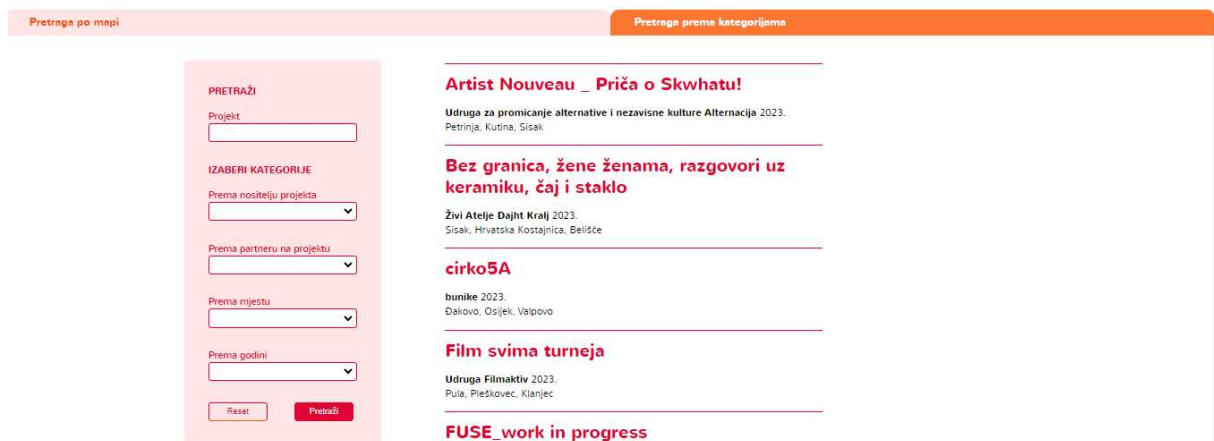 Pretraga po mapi
Pretraga prema kategorijama
PRETRAŽI
Projekt
IZABERI KATEGORIJE
Prema nositelju projekta
Prema partneru na projektu
Prema mjestu
Prema godini
Reset
Pretraži
Artist Nouveau _ Priča o Skwhatu!
Udruga za promicanje alternative i nezavisne kulture Alternacija 2023.
Petrinja, Kutina, Sisak
Bez granica, žene ženama, razgovori uz
keramiku, čaj i staklo
Živi Atelje Dajht Kralj 2023.
Sisak, Hrvatska Kostajnica, Belišće
cirko5A
bunike 2023.
Đakovo, Osijek, Valpovo
Film svima turneja
Udruga Filmaktiv 2023.
Pula, Pleškovec, Klanjec
FUSE_work in progress